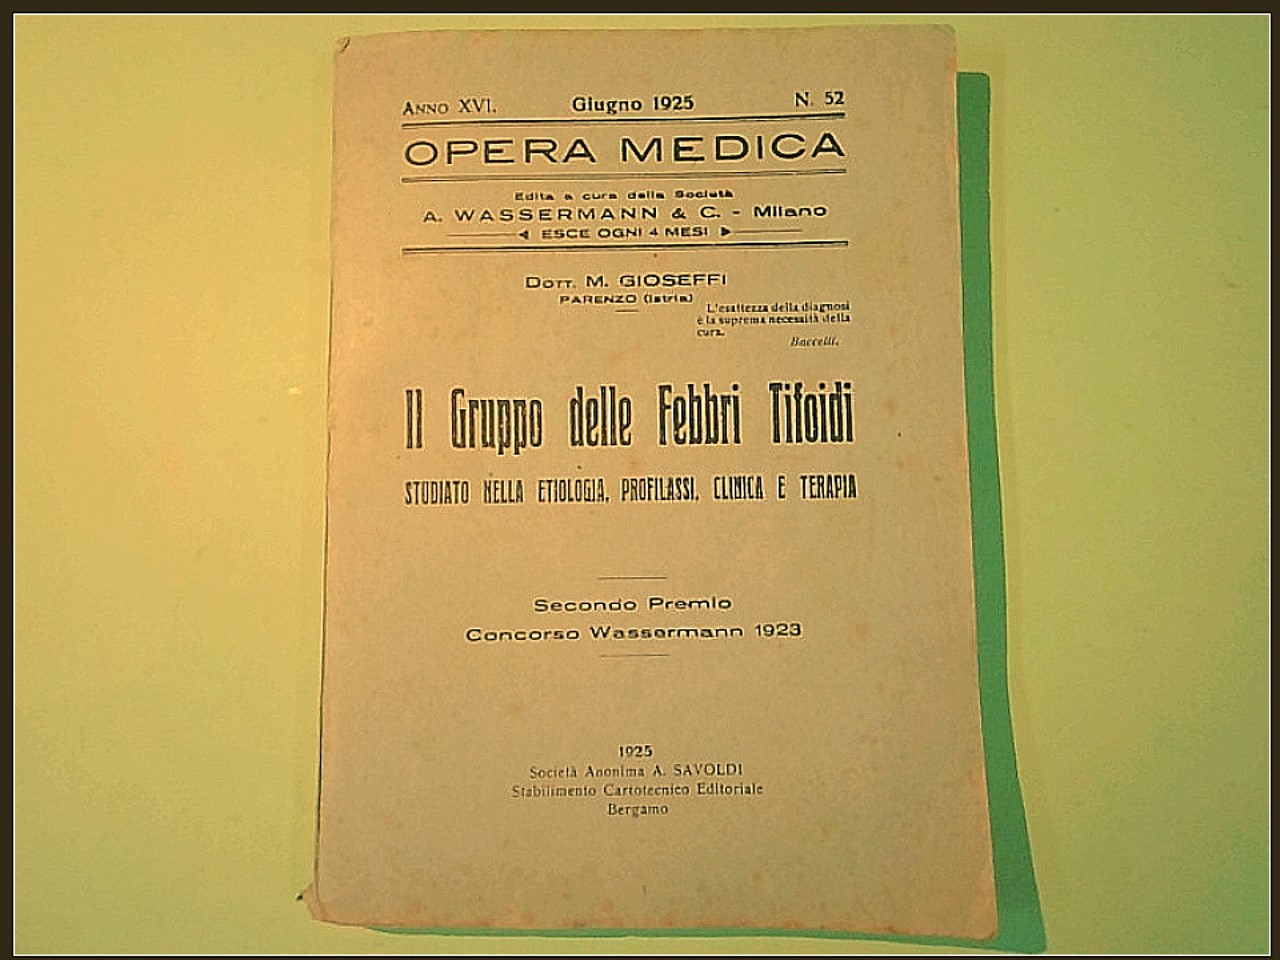 Anno XVI. Giugno 1925 N. 52
OPERA MEDICA
Edita a cura della Società
A. WASSERMANN & C. - Milano
ESCE OGNI 4 MESI
Dott. M. GIOSEFFI
PARENZO (Istria)
L'esattezza della diagnosi
è la suprema necessità della
cura.
Baccelli.
Il Gruppo delle Febbri Tifoidi
STUDIATO NELLA ETIOLOGIA, PROFILASSI, CLINICA E TERAPIA
Secondo Premio
Concorso Wassermann 1923
1925
Società Anonima A. SAVOLDI
Stabilimento Cartotecnico Editoriale
Bergamo